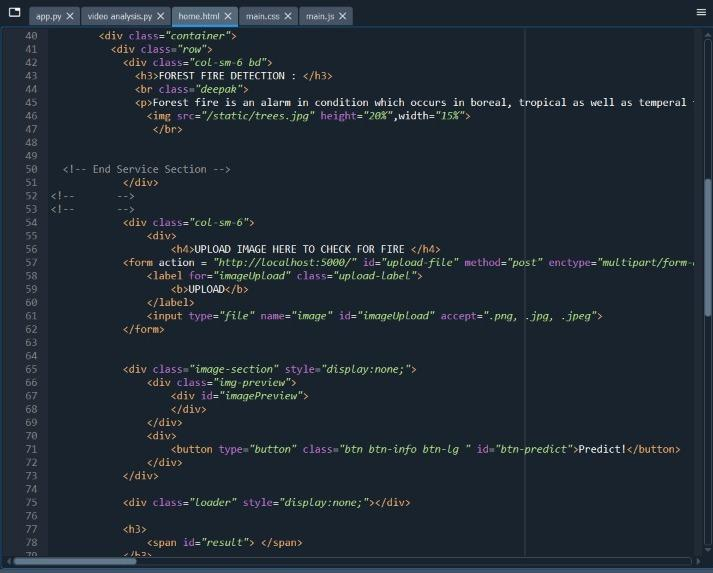 app.py video analysis.py home.html main.css main.js
40 <div class="container">
41 <div class="row">
42 <div class="col-sm-6 bd">
43 <h3>FOREST FIRE DETECTION : </h3>
44 <br class="deepak">
45 <p>Forest fire is an alarm in condition which occurs in boreal, tropical as well as temperal
46 <img src="/static/trees.jpg" height="20%",width="15%">
47 </br>
48
49
50 <!-- End Service Section -->
51 </div>
52 <!-- -->
53 <!-- -->
54 <div class="col-sm-6">
55 <div>
56 <h4>UPLOAD IMAGE HERE TO CHECK FOR FIRE </h4>
57 <form action = "http://localhost:5000/" id="upload-file" method="post" enctype="multipart/form-
58 <label for="imageUpload" class="upload-label">
59 <b>UPLOAD</b>
60 </label>
61 <input type="file" name="image" id="imageUpload" accept=".png, .jpg, .jpeg">
62 </form>
63
64
65 <div class="image-section" style="display:none;">
66 <div class="img-preview">
67 <div id="imagePreview">
68 </div>
69 </div>
70 <div>
71 <button type="button" class="btn btn-info btn-lg " id="btn-predict">Predict!</button>
72 </div>
73 </div>
74
75 <div class="loader" style="display:none;"></div>
76
77 <h3>
78 <span id="result"> </span>
79 </h3>